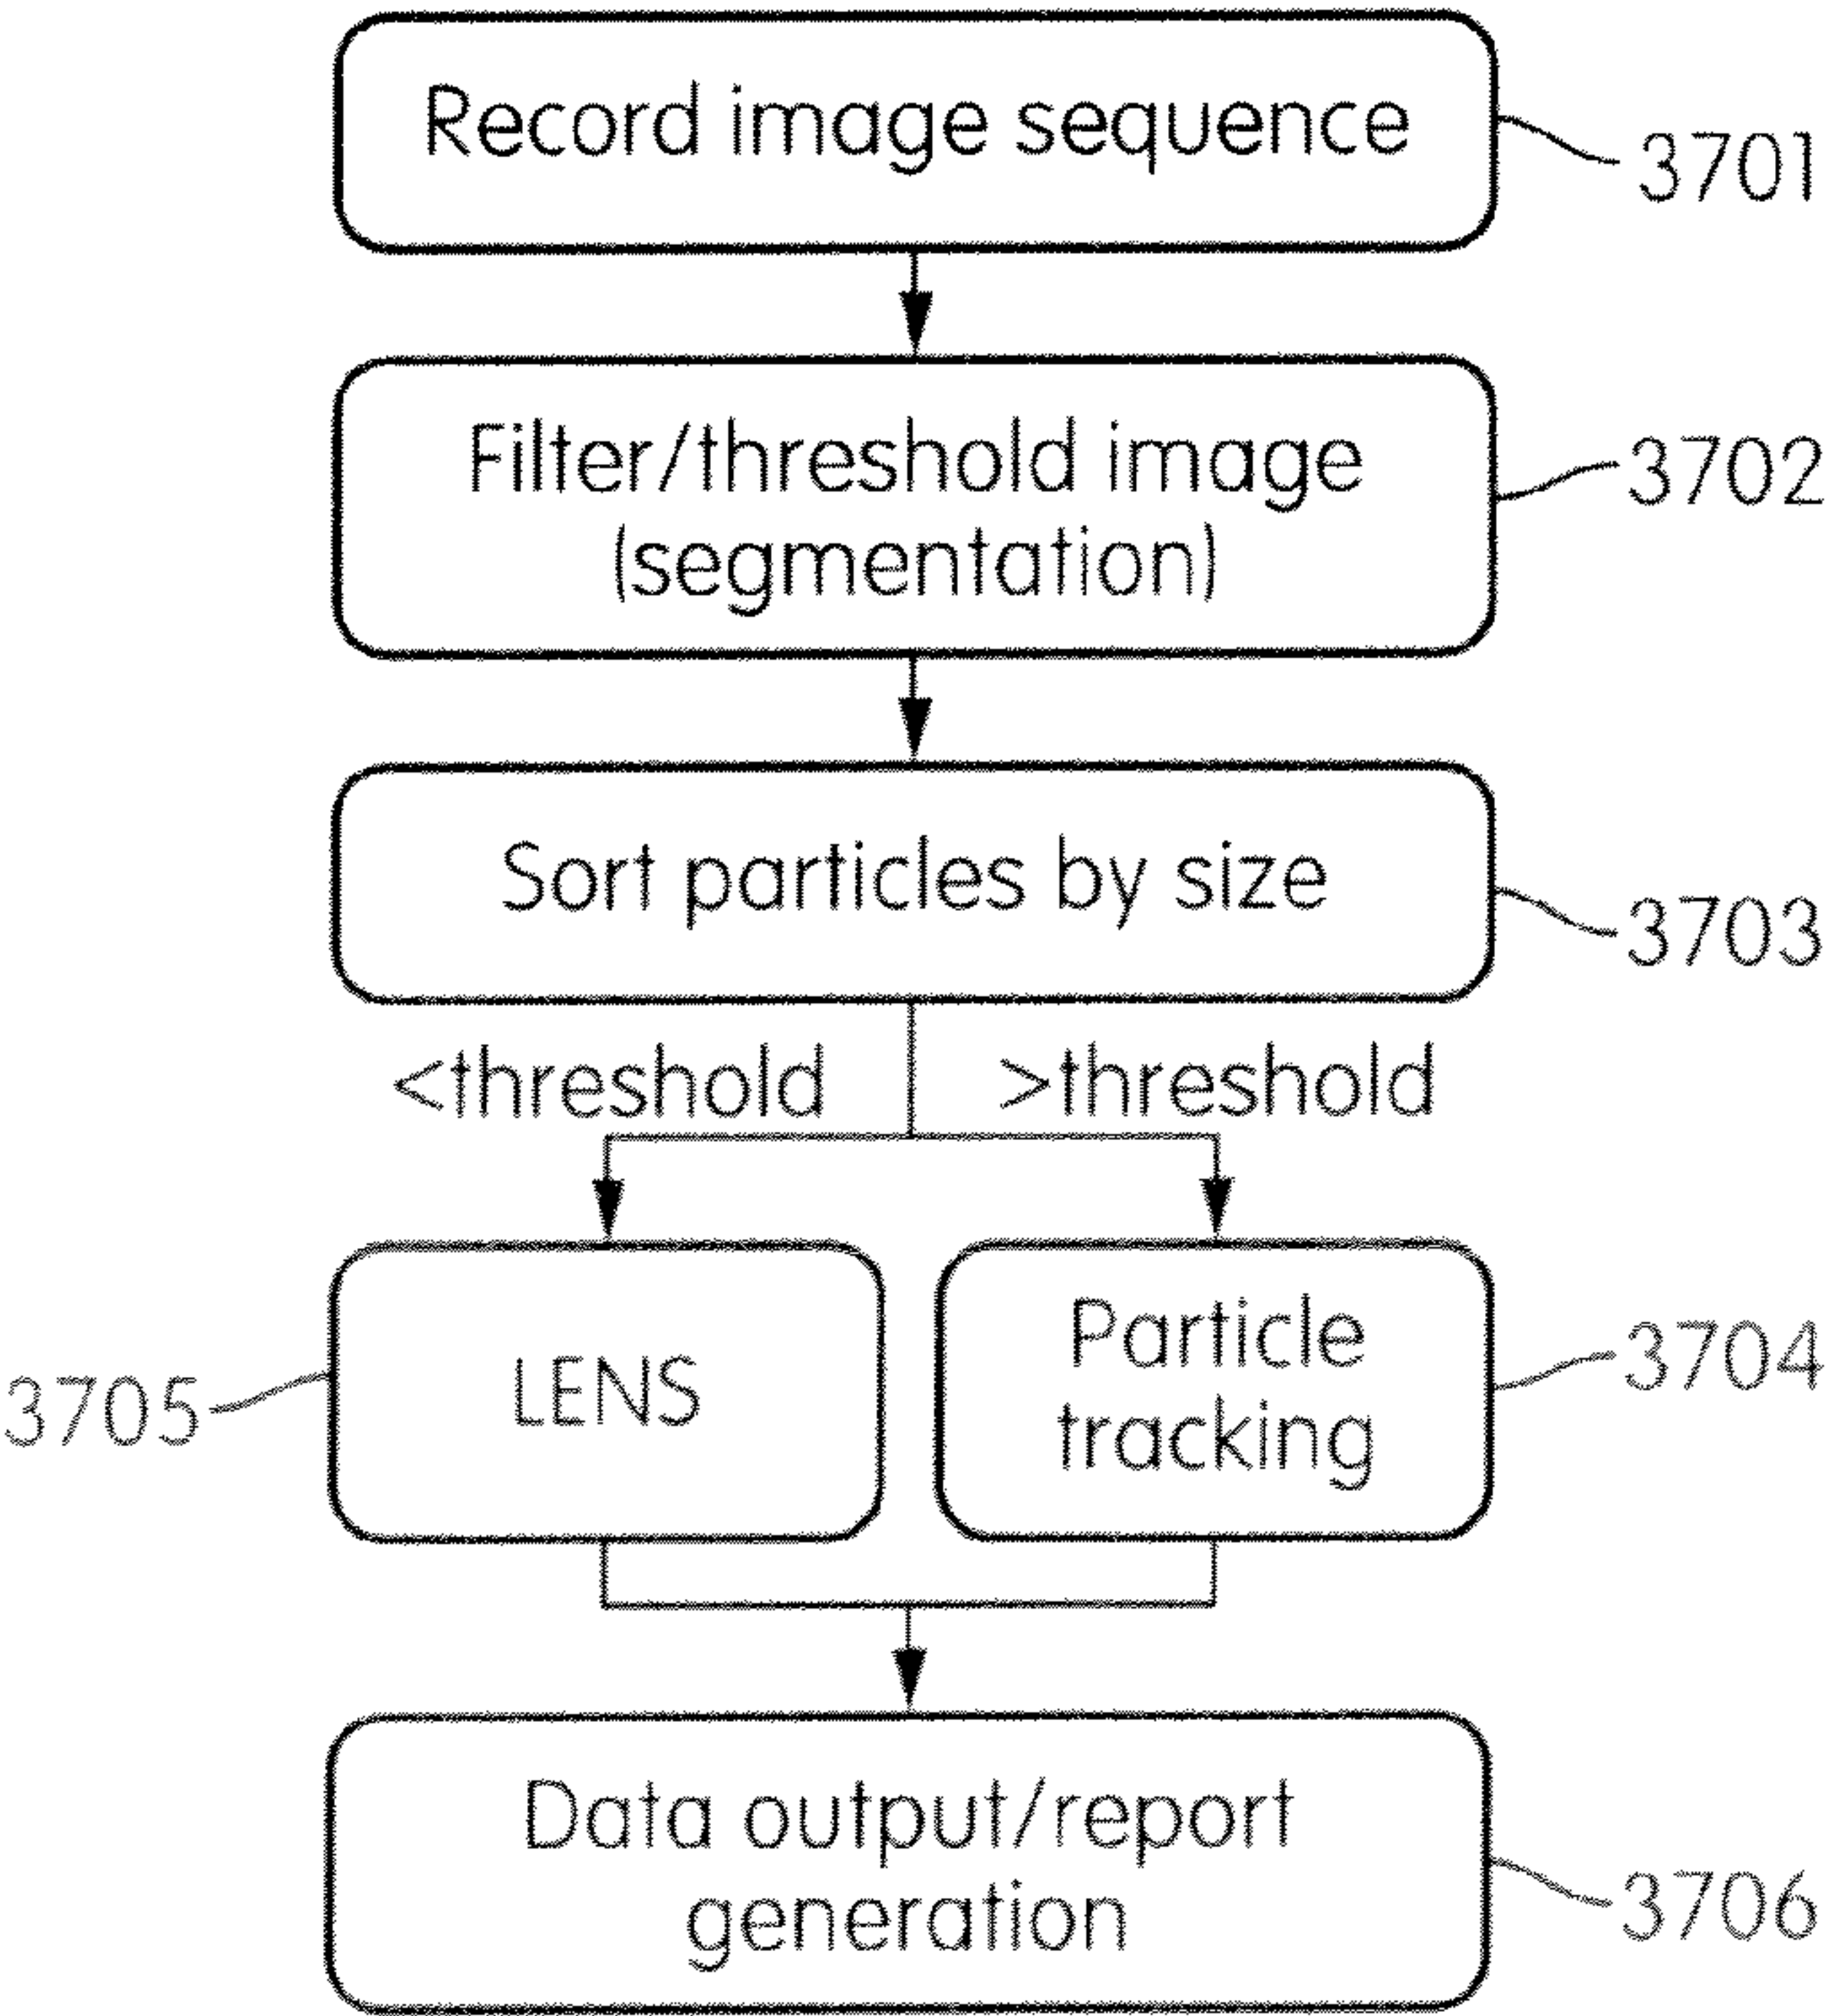 Record image sequence
3701
Filter/threshold image
(segmentation)
3702
Sort particles by size
3703
<threshold
>threshold
LENS
3705
Particle
tracking
3704
Data output/report
generation
3706